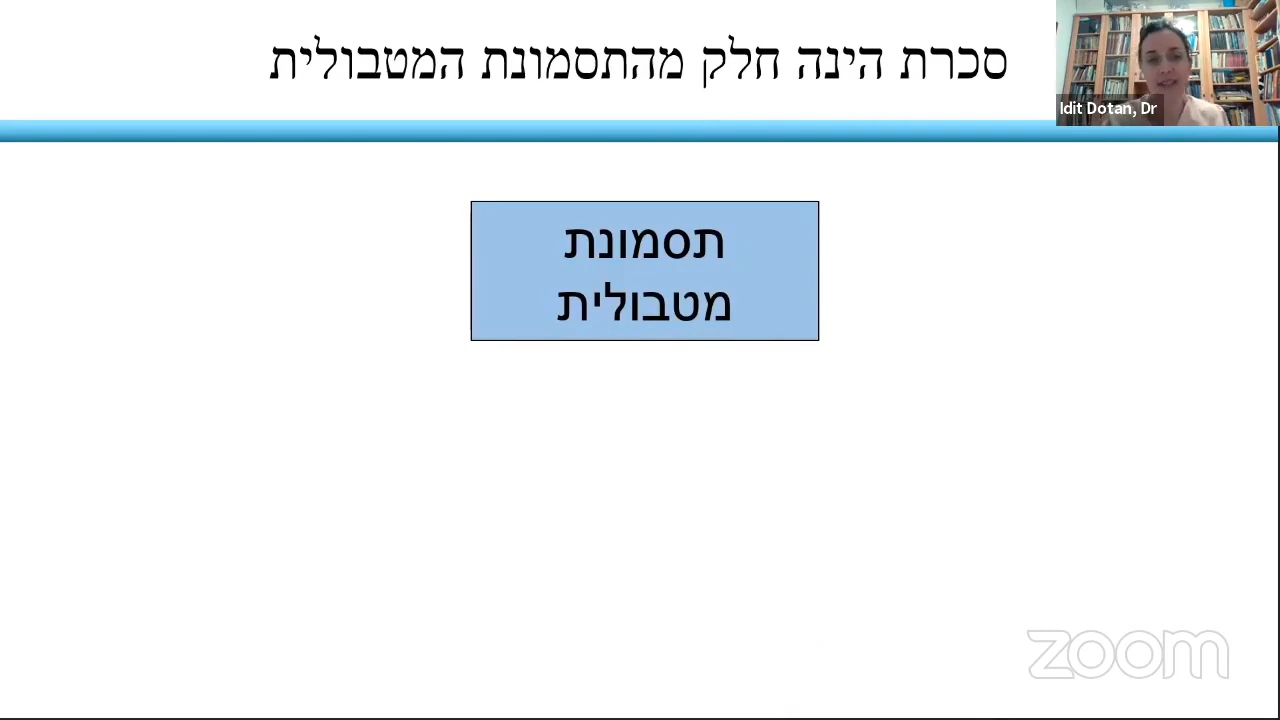 סכרת הינה חלק מהתסמונת המטבולית
Idit Dotan, Dr
תסמונת
מטבולית
zoom